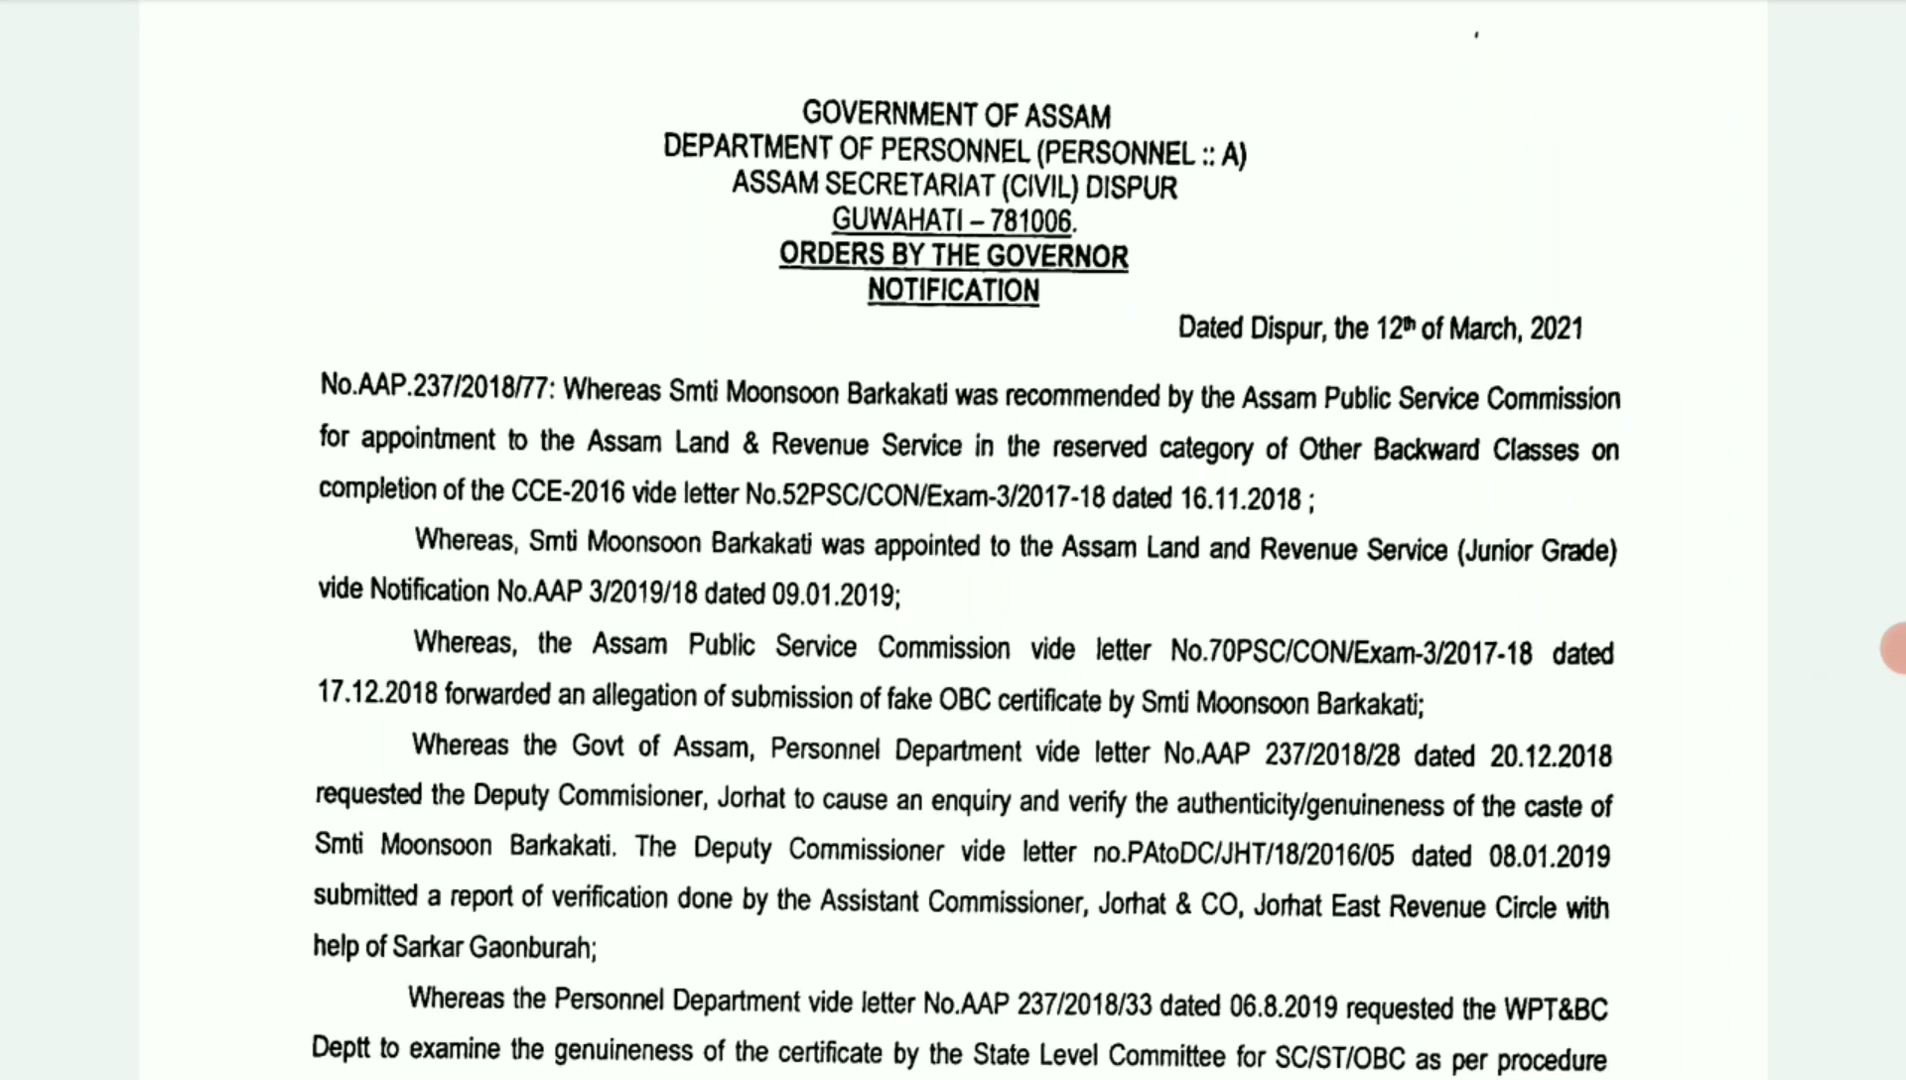 GOVERNMENT OF ASSAM
DEPARTMENT OF PERSONNEL (PERSONNEL :: A)
ASSAM SECRETARIAT (CIVIL) DISPUR
GUWAHATI – 781006.
ORDERS BY THE GOVERNOR
NOTIFICATION
Dated Dispur, the 12th of March, 2021
No.AAP.237/2018/77: Whereas Smti Moonsoon Barkakati was recommended by the Assam Public Service Commission
for appointment to the Assam Land & Revenue Service in the reserved category of Other Backward Classes on
completion of the CCE-2016 vide letter No.52PSC/CON/Exam-3/2017-18 dated 16.11.2018 ;
Whereas, Smti Moonsoon Barkakati was appointed to the Assam Land and Revenue Service (Junior Grade)
vide Notification No.AAP 3/2019/18 dated 09.01.2019;
Whereas, the Assam Public Service Commission vide letter No.70PSC/CON/Exam-3/2017-18 dated
17.12.2018 forwarded an allegation of submission of fake OBC certificate by Smti Moonsoon Barkakati;
Whereas the Govt of Assam, Personnel Department vide letter No.AAP 237/2018/28 dated 20.12.2018
requested the Deputy Commisioner, Jorhat to cause an enquiry and verify the authenticity/genuineness of the caste of
Smti Moonsoon Barkakati. The Deputy Commissioner vide letter no.PAtoDC/JHT/18/2016/05 dated 08.01.2019
submitted a report of verification done by the Assistant Commissioner, Jorhat & CO, Jorhat East Revenue Circle with
help of Sarkar Gaonburah;
Whereas the Personnel Department vide letter No.AAP 237/2018/33 dated 06.8.2019 requested the WPT&BC
Deptt to examine the genuineness of the certificate by the State Level Committee for SC/ST/OBC as per procedure